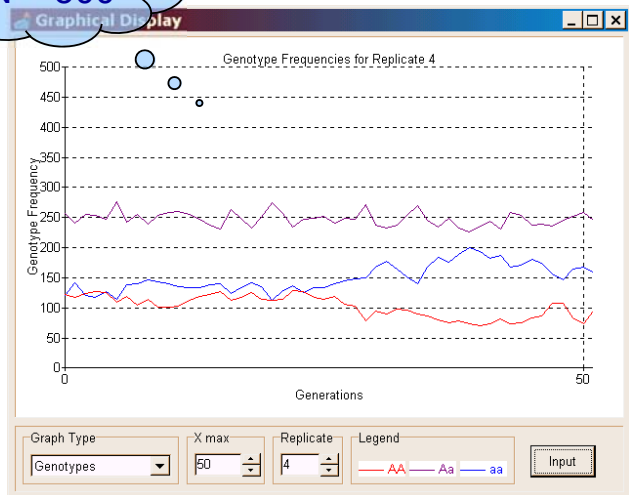 Graphical Display
Genotype Frequencies for Replicate 4
500
450
400
350
300
250
200
150
100
50
0
Genotype Frequency
0
50
Generations
Graph Type
Genotypes
X max
50
Replicate
4
Legend
AA
Aa
aa
Input